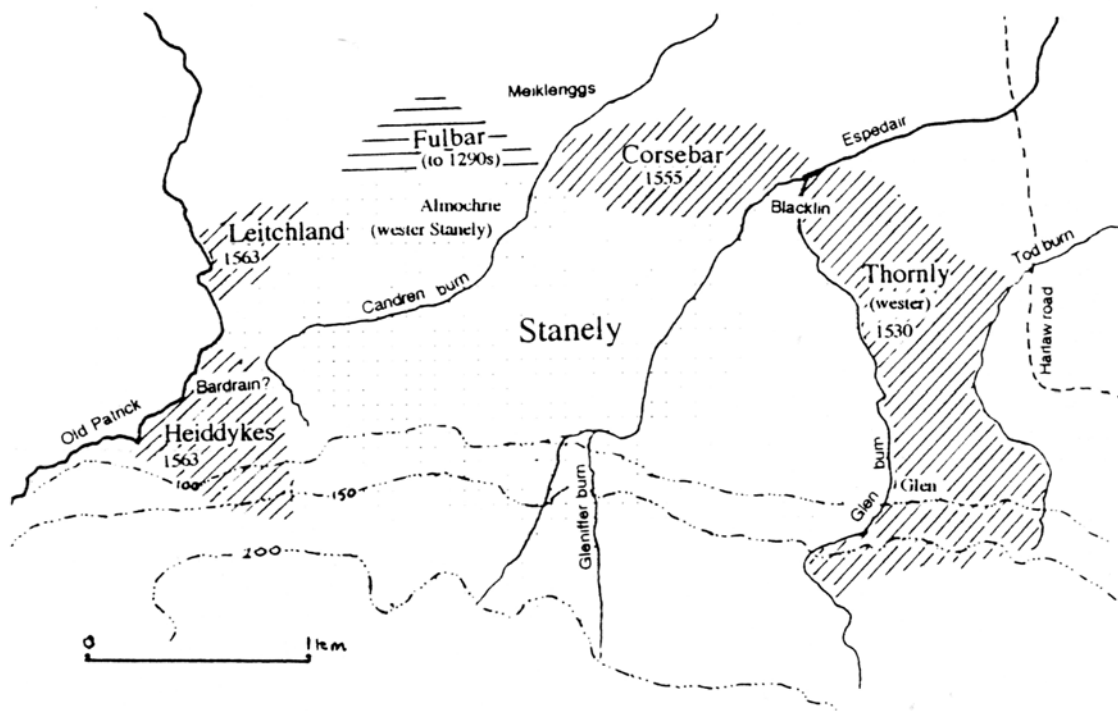 Meiklenggs
Fulbar
(to 1290s)
Corsebar
1555
Espedair
Almochrie
(wester Stanely)
Blacklin
Leitchland
1563
Tod burn
Thornly
(wester)
1530
Candren burn
Stanely
Harlaw road
Bardrain?
Old Patrick
Heiddykes
1563
100
150
200
Gleniffer burn
Glen burn
Glen
0 1km